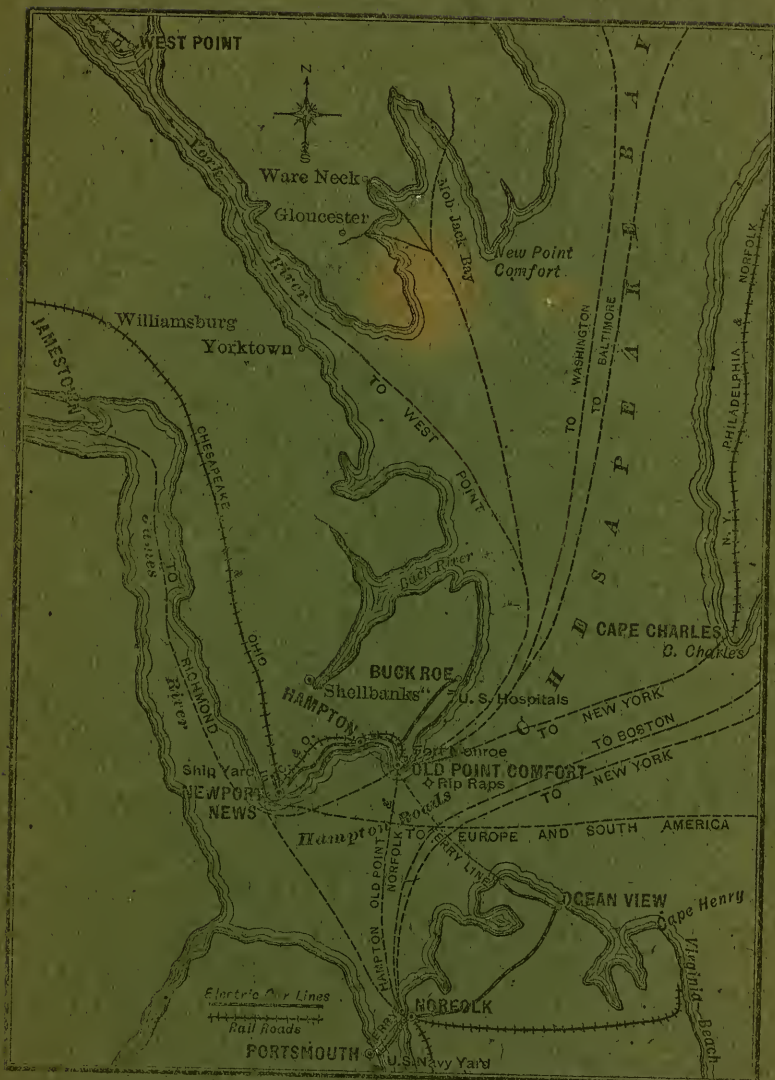 WEST POINT
N
S
York
River
Ware Neck
Gloucester
Mob Jack Bay
New Point
Comfort
CHESAPEAKE BAY
Williamsburg
Yorktown
JAMESTOWN
TO WEST POINT
TO WASHINGTON
TO BALTIMORE
N.Y. PHILADELPHIA & NORFOLK
CHESAPEAKE & OHIO
James
River
TO RICHMOND
Back River
CAPE CHARLES
C. Charles
BUCK ROE
"Shellbanks"
U.S. Hospitals
HAMPTON
C & O
TO NEW YORK
TO BOSTON
TO NEW YORK
Fort Monroe
OLD POINT COMFORT
Rip Raps
Ship Yard
NEWPORT
NEWS
Hampton Roads
TO EUROPE AND SOUTH AMERICA
FERRY LINE
HAMPTON OLD POINT & NORFOLK
OCEAN VIEW
Cape Henry
Virginia Beach
Electric Car Lines
Rail Roads
NORFOLK
FERRY
PORTSMOUTH
U.S. Navy Yard